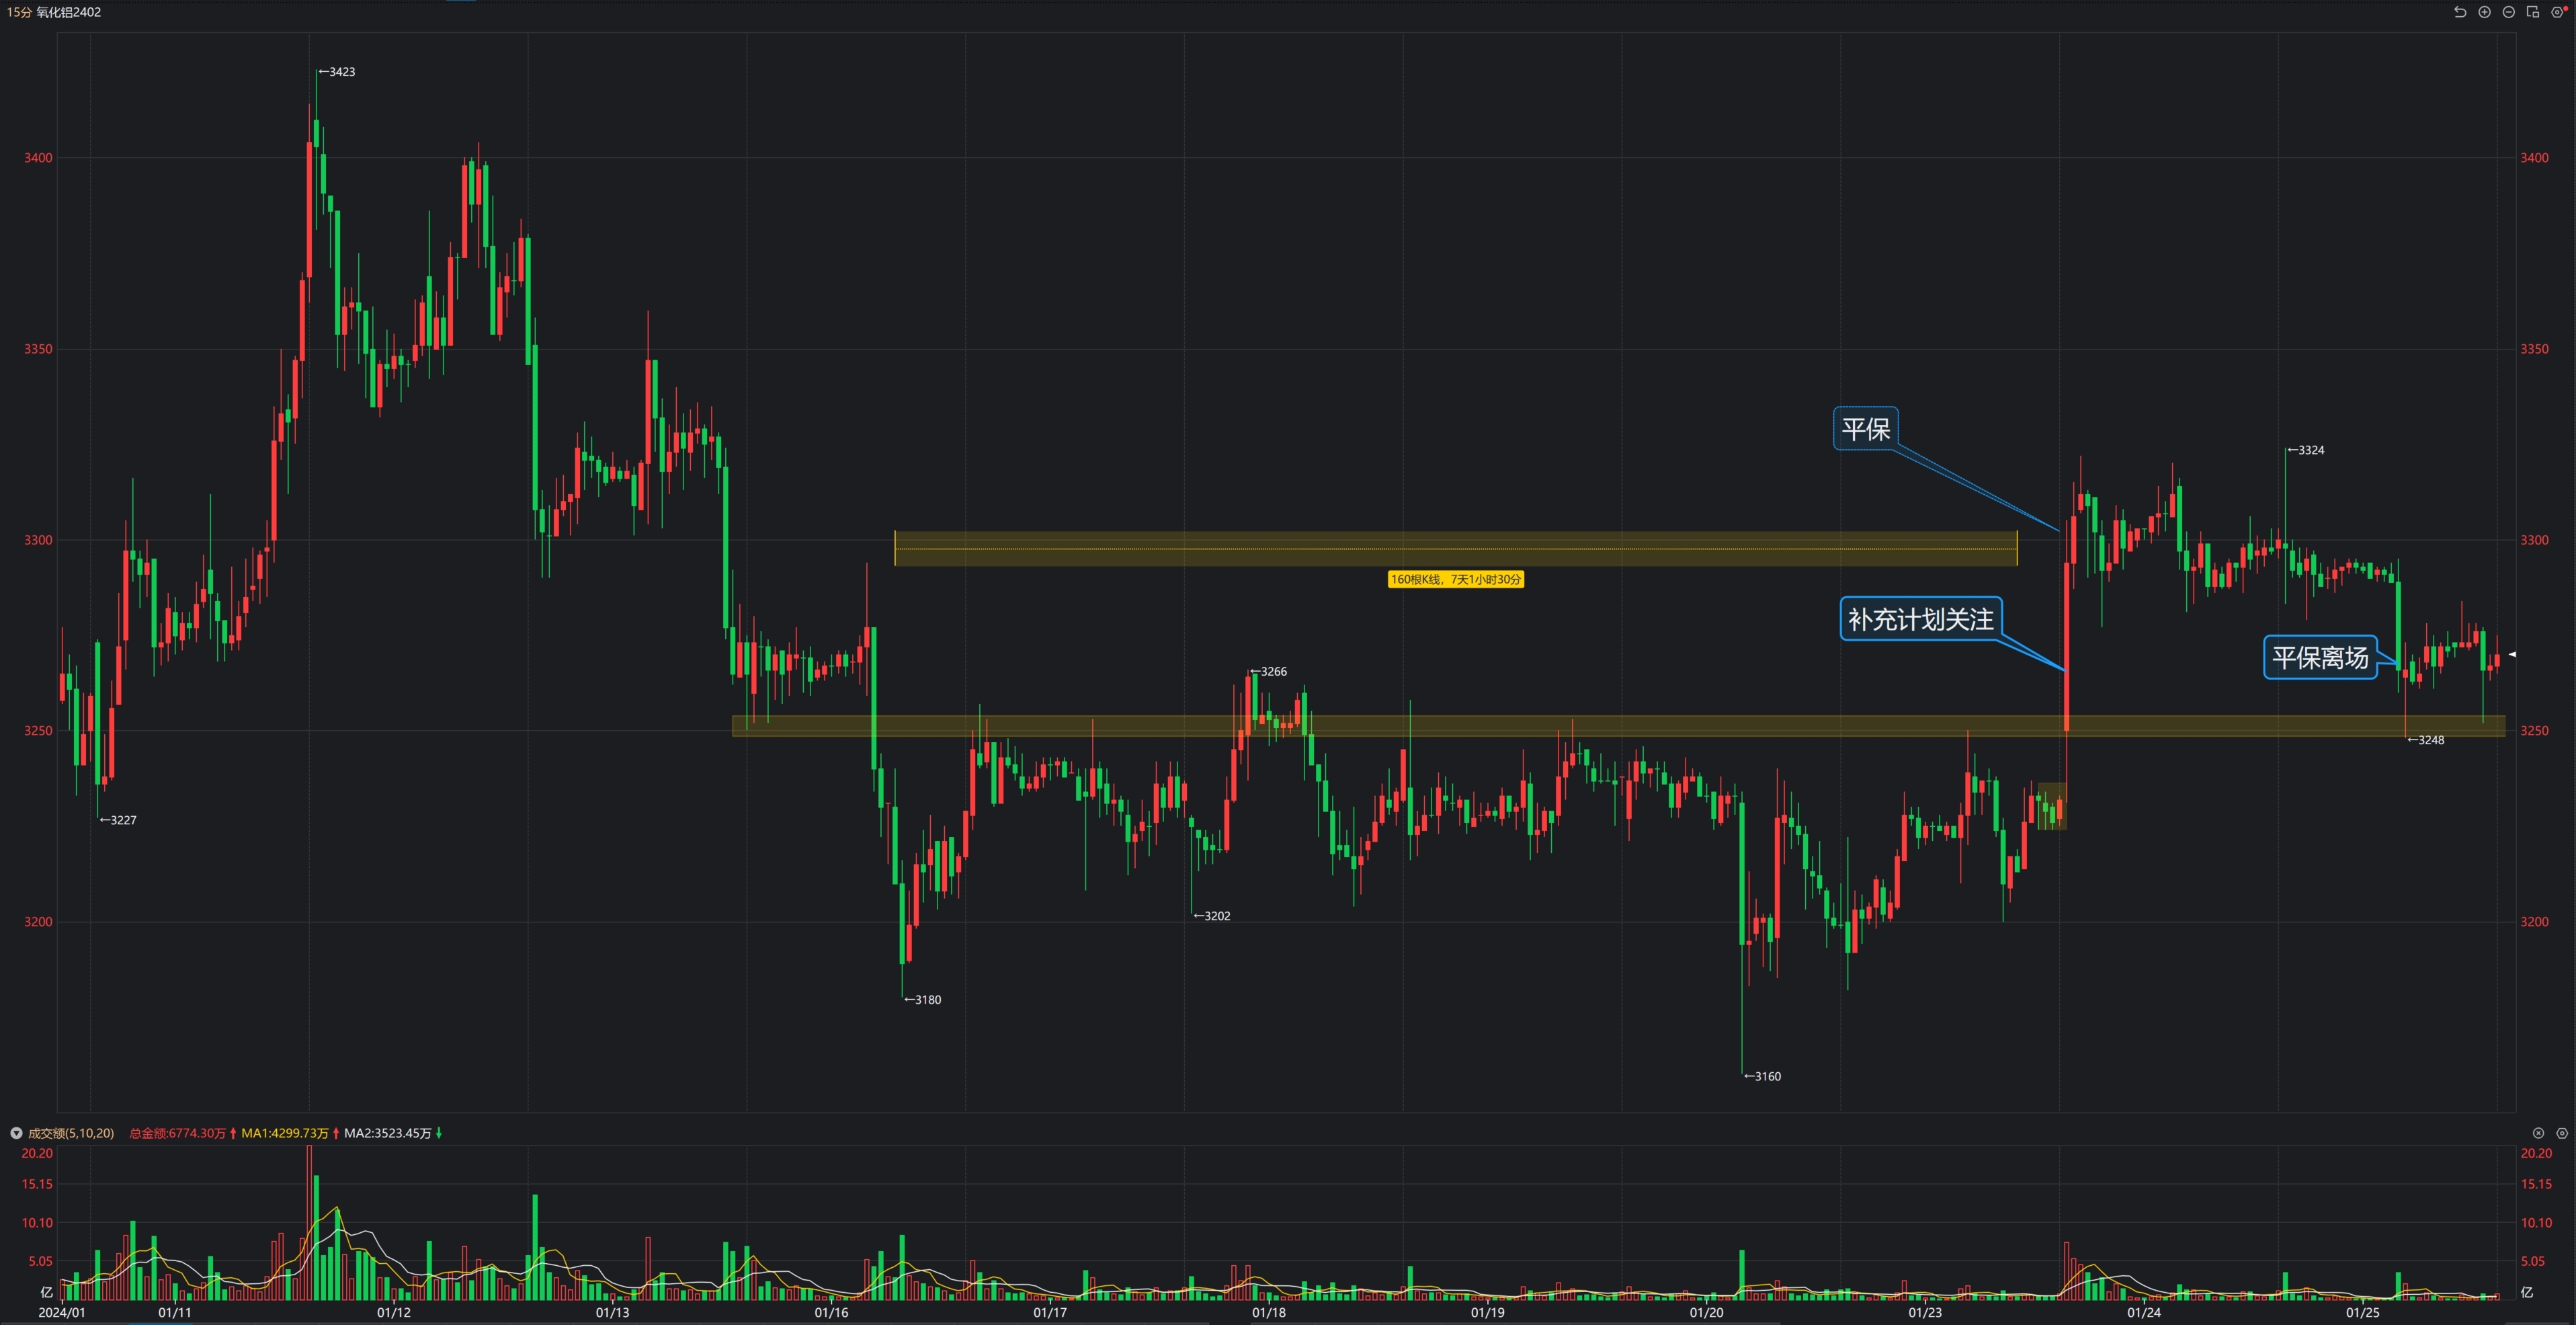 15分 氧化铝2402
←3423
3400 3400
3350 3350
平保
←3324
3300 3300
160根K线，7天1小时30分
补充计划关注
平保离场
←3266
3250 3250
←3248
←3227
3200 3200
←3202
←3180
←3160
成交额(5,10,20) 总金额:6774.30万 MA1:4299.73万 MA2:3523.45万
20.20 20.20
15.15 15.15
10.10 10.10
5.05 5.05
亿 亿
2024/01 01/11 01/12 01/13 01/16 01/17 01/18 01/19 01/20 01/23 01/24 01/25